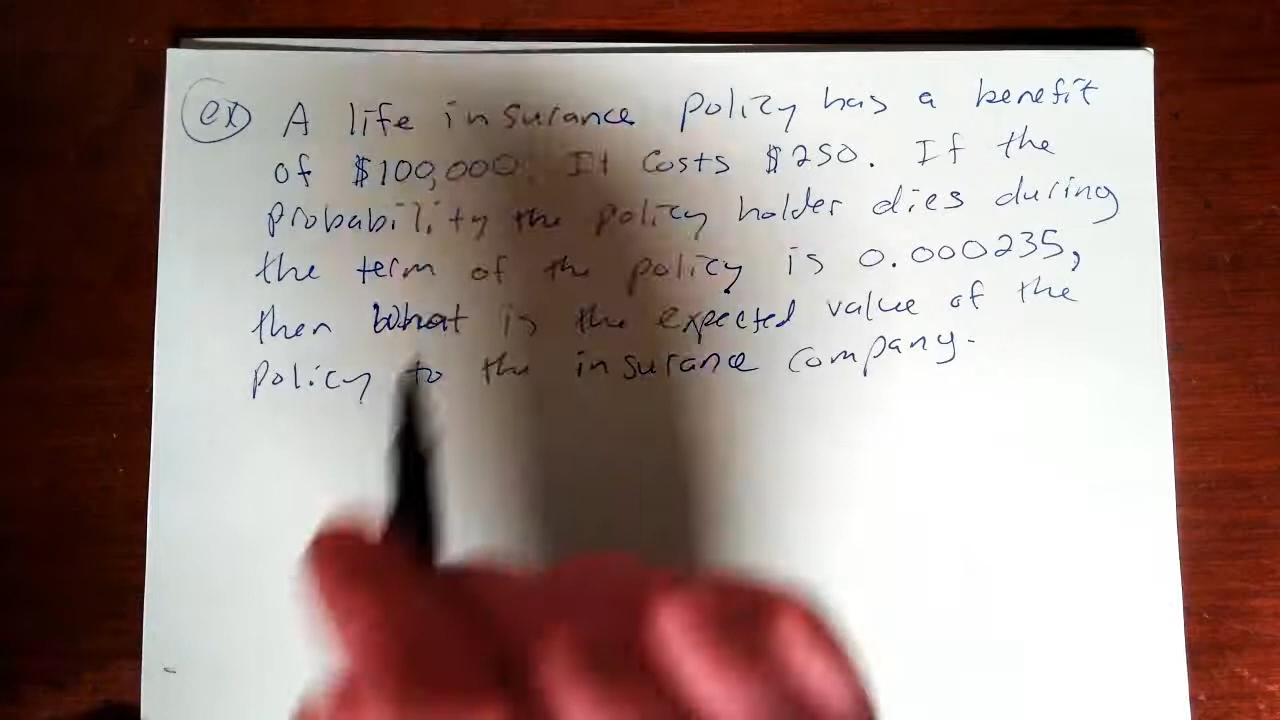 ex) A life insurance policy has a benefit
of $100,000. It costs $250. If the
probability the policy holder dies during
the term of the policy is 0.000235,
then what is the expected value of the
policy to the insurance company.